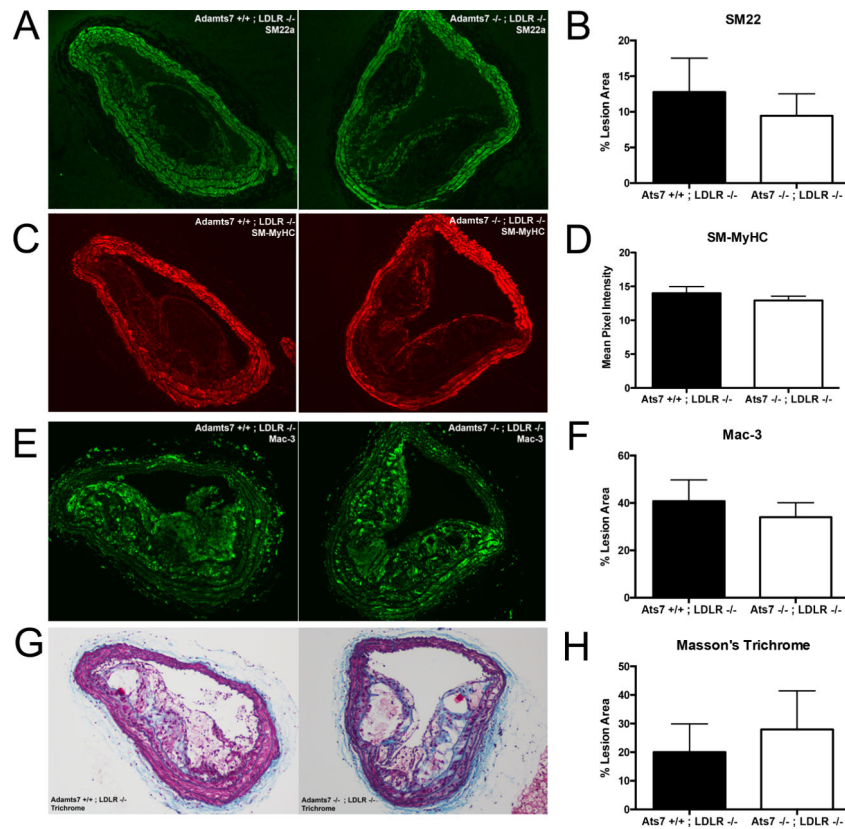 A
Adamts7 +/+ ; LDLR -/-
SM22a
Adamts7 -/- ; LDLR -/-
SM22a
B
SM22
% Lesion Area
20
15
10
5
0
Ats7 +/+ ; LDLR -/-
Ats7 -/- ; LDLR -/-
C
Adamts7 +/+ ; LDLR -/-
SM-MyHC
Adamts7 -/- ; LDLR -/-
SM-MyHC
D
SM-MyHC
Mean Pixel Intensity
20
15
10
5
0
Ats7 +/+ ; LDLR -/-
Ats7 -/- ; LDLR -/-
E
Adamts7 +/+ ; LDLR -/-
Mac-3
Adamts7 -/- ; LDLR -/-
Mac-3
F
Mac-3
% Lesion Area
60
40
20
0
Ats7 +/+ ; LDLR -/-
Ats7 -/- ; LDLR -/-
G
Adamts7 +/+ ; LDLR -/-
Trichrome
Adamts7 -/- ; LDLR -/-
Trichrome
H
Masson's Trichrome
% Lesion Area
50
40
30
20
10
0
Ats7 +/+ ; LDLR -/-
Ats7 -/- ; LDLR -/-